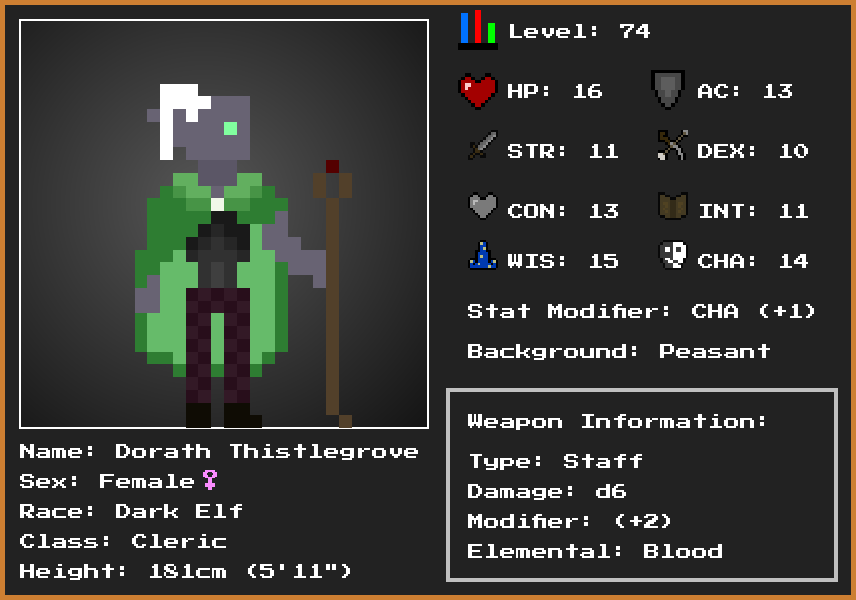 Level: 74
HP: 16 AC: 13
STR: 11 DEX: 10
CON: 13 INT: 11
WIS: 15 CHA: 14
Stat Modifier: CHA (+1)
Background: Peasant
Weapon Information:
Type: Staff
Damage: d6
Modifier: (+2)
Elemental: Blood
Name: Dorath Thistlegrove
Sex: Female♀
Race: Dark Elf
Class: Cleric
Height: 181cm (5'11")